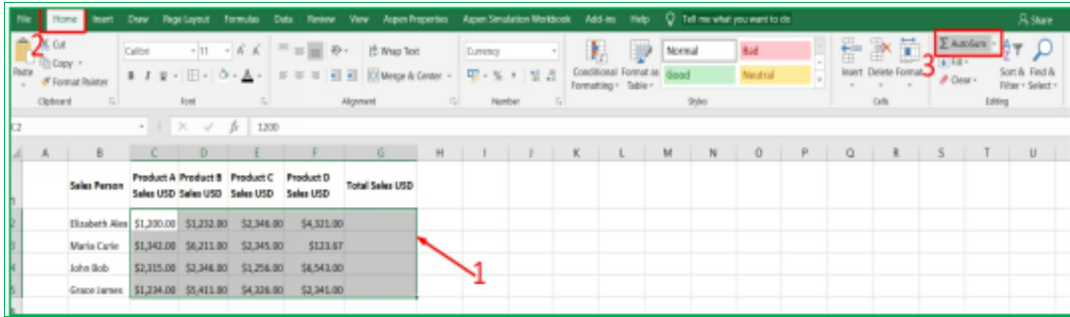 File Home Insert Draw Page Layout Formulas Data Review View Aspen Properties Aspen Simulation Workbook Add-ins Help Tell me what you want to do Share
2 Cut Calibri 11 Wrap Text Currency Normal Bad Σ AutoSum
Copy
Paste Format Painter B I U Merge & Center $ % Conditional Formatting Format as Table Good Neutral Insert Delete Format 3 Fill Clear Sort & Filter Find & Select
Clipboard Font Alignment Number Styles Cells Editing
C2 fx 1200
A B C D E F G H I J K L M N O P Q R S T U
1 Sales Person Product A Sales USD Product B Sales USD Product C Sales USD Product D Sales USD Total Sales USD
2 Elizabeth Alex $1,200.00 $1,232.00 $2,346.00 $4,321.00
3 Maria Carie $1,342.00 $6,211.00 $2,345.00 $123.67
4 John Bob $2,315.00 $2,346.00 $1,256.00 $6,543.00
1
5 Grace James $1,234.00 $5,411.00 $4,326.00 $2,341.00